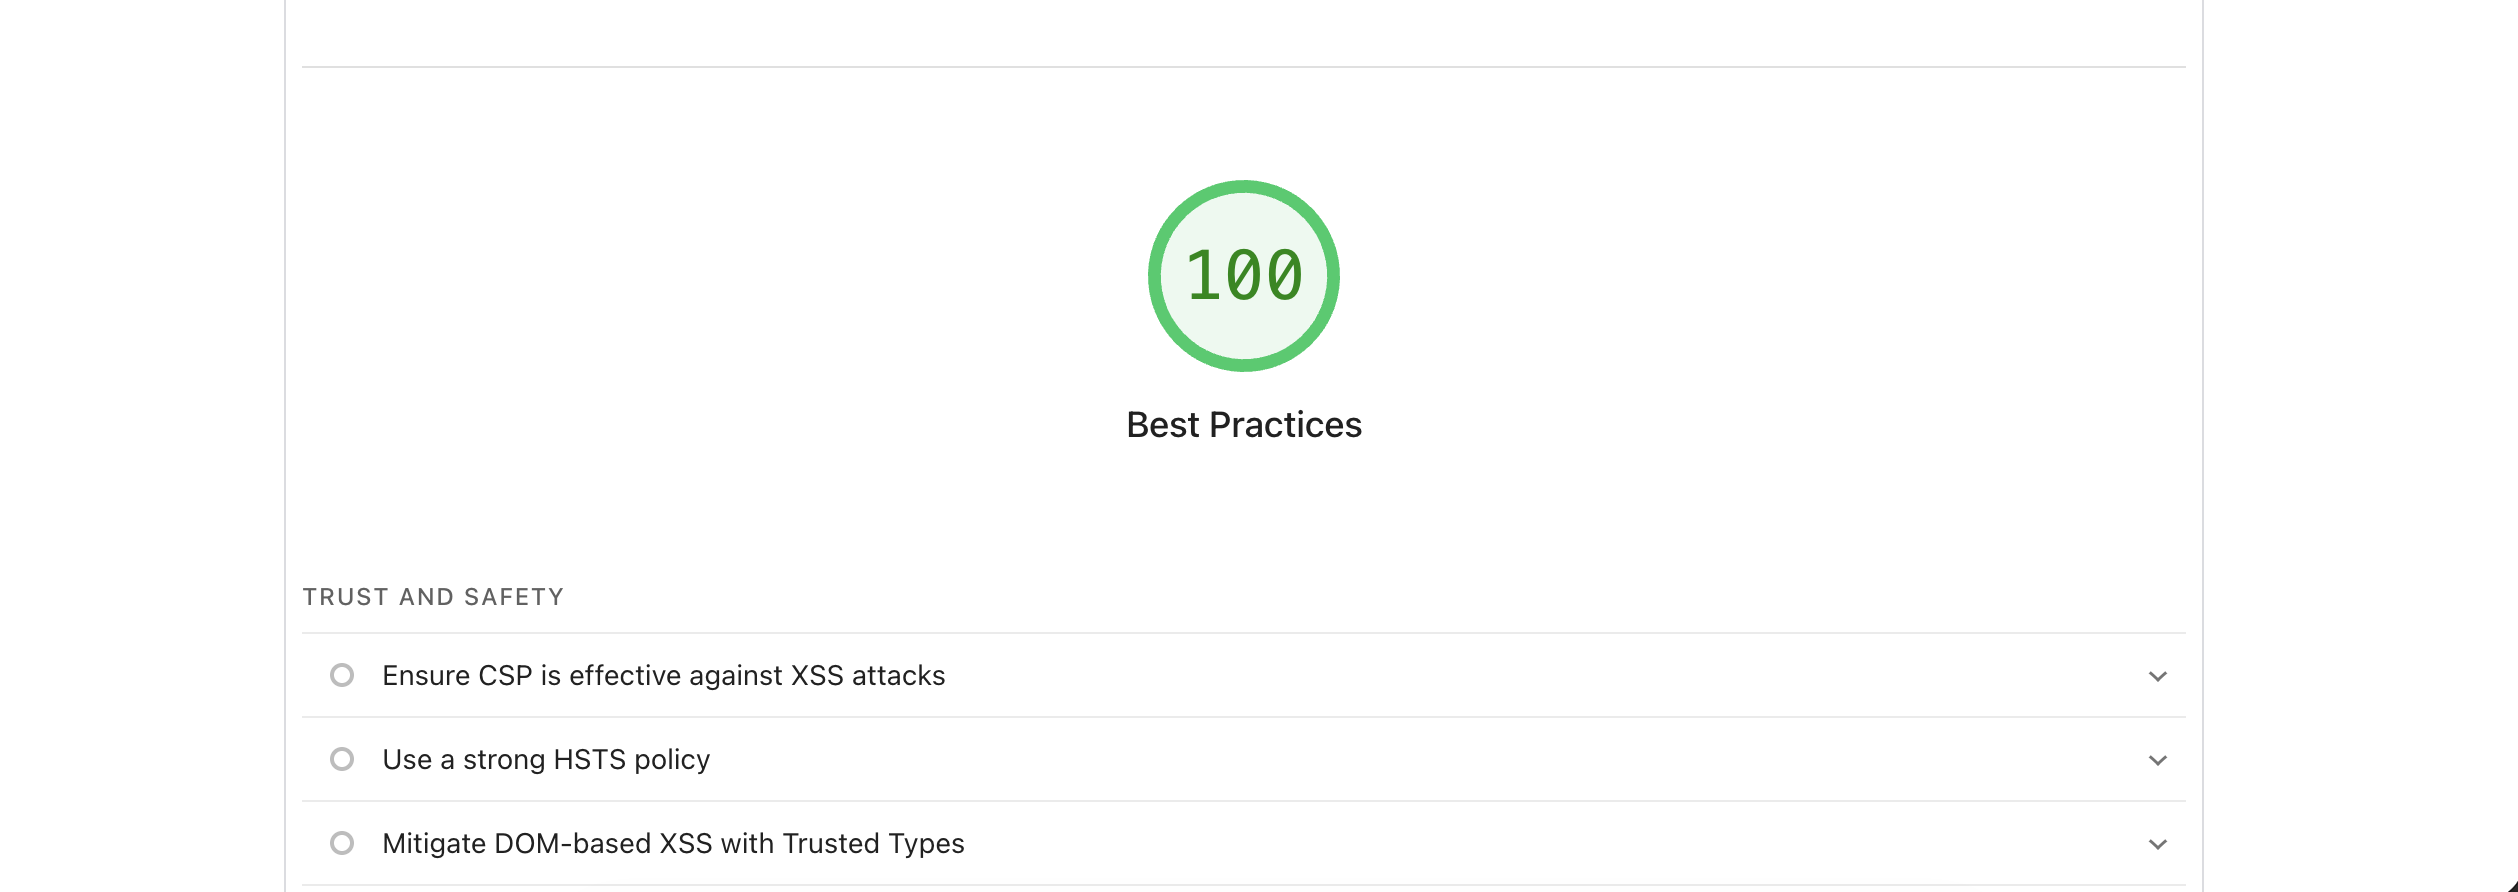 100
Best Practices
TRUST AND SAFETY
Ensure CSP is effective against XSS attacks
Use a strong HSTS policy
Mitigate DOM-based XSS with Trusted Types